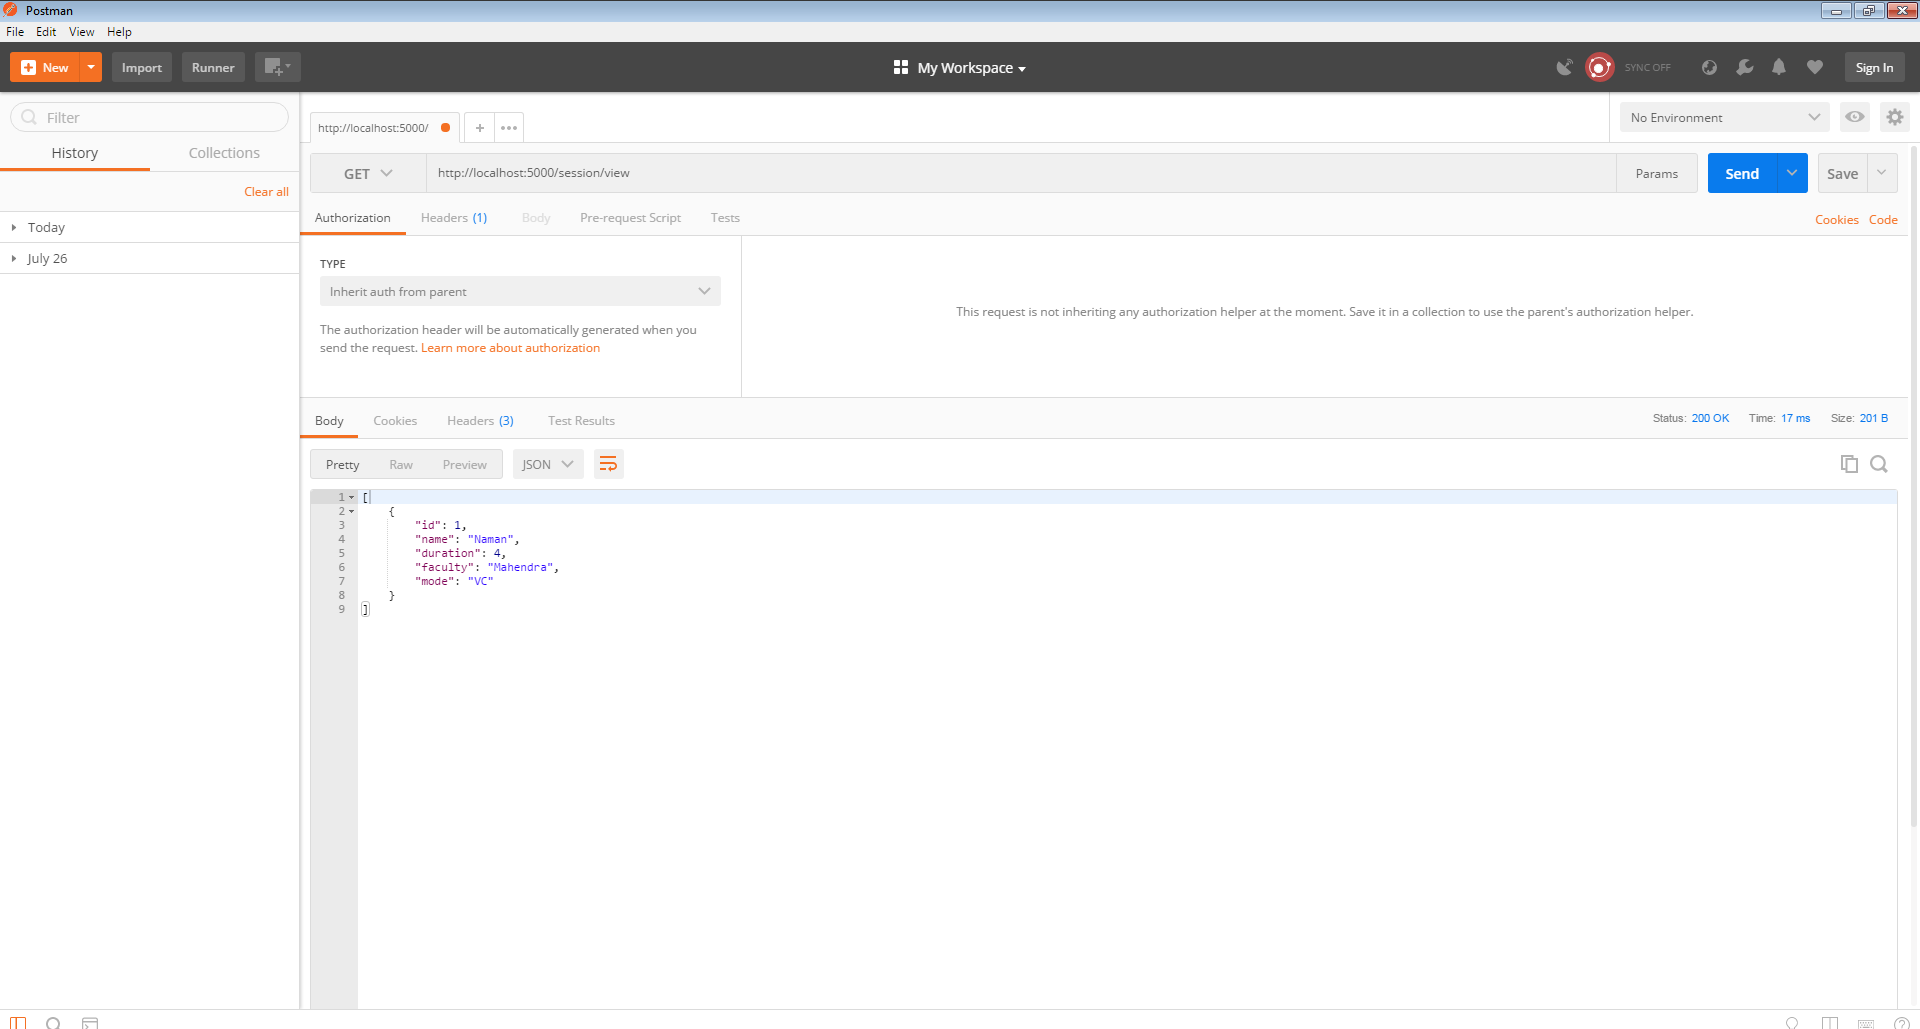 Postman
File Edit View Help
New Import Runner My Workspace SYNC OFF Sign In
Filter
History Collections
Clear all
Today
July 26
http://localhost:5000/ + ••• No Environment
GET http://localhost:5000/session/view Params Send Save
Authorization Headers (1) Body Pre-request Script Tests Cookies Code
TYPE
Inherit auth from parent
The authorization header will be automatically generated when you
send the request. Learn more about authorization
This request is not inheriting any authorization helper at the moment. Save it in a collection to use the parent's authorization helper.
Body Cookies Headers (3) Test Results Status: 200 OK Time: 17 ms Size: 201 B
Pretty Raw Preview JSON
1 [
2 {
3 "id": 1,
4 "name": "Naman",
5 "duration": 4,
6 "faculty": "Mahendra",
7 "mode": "VC"
8 }
9 ]